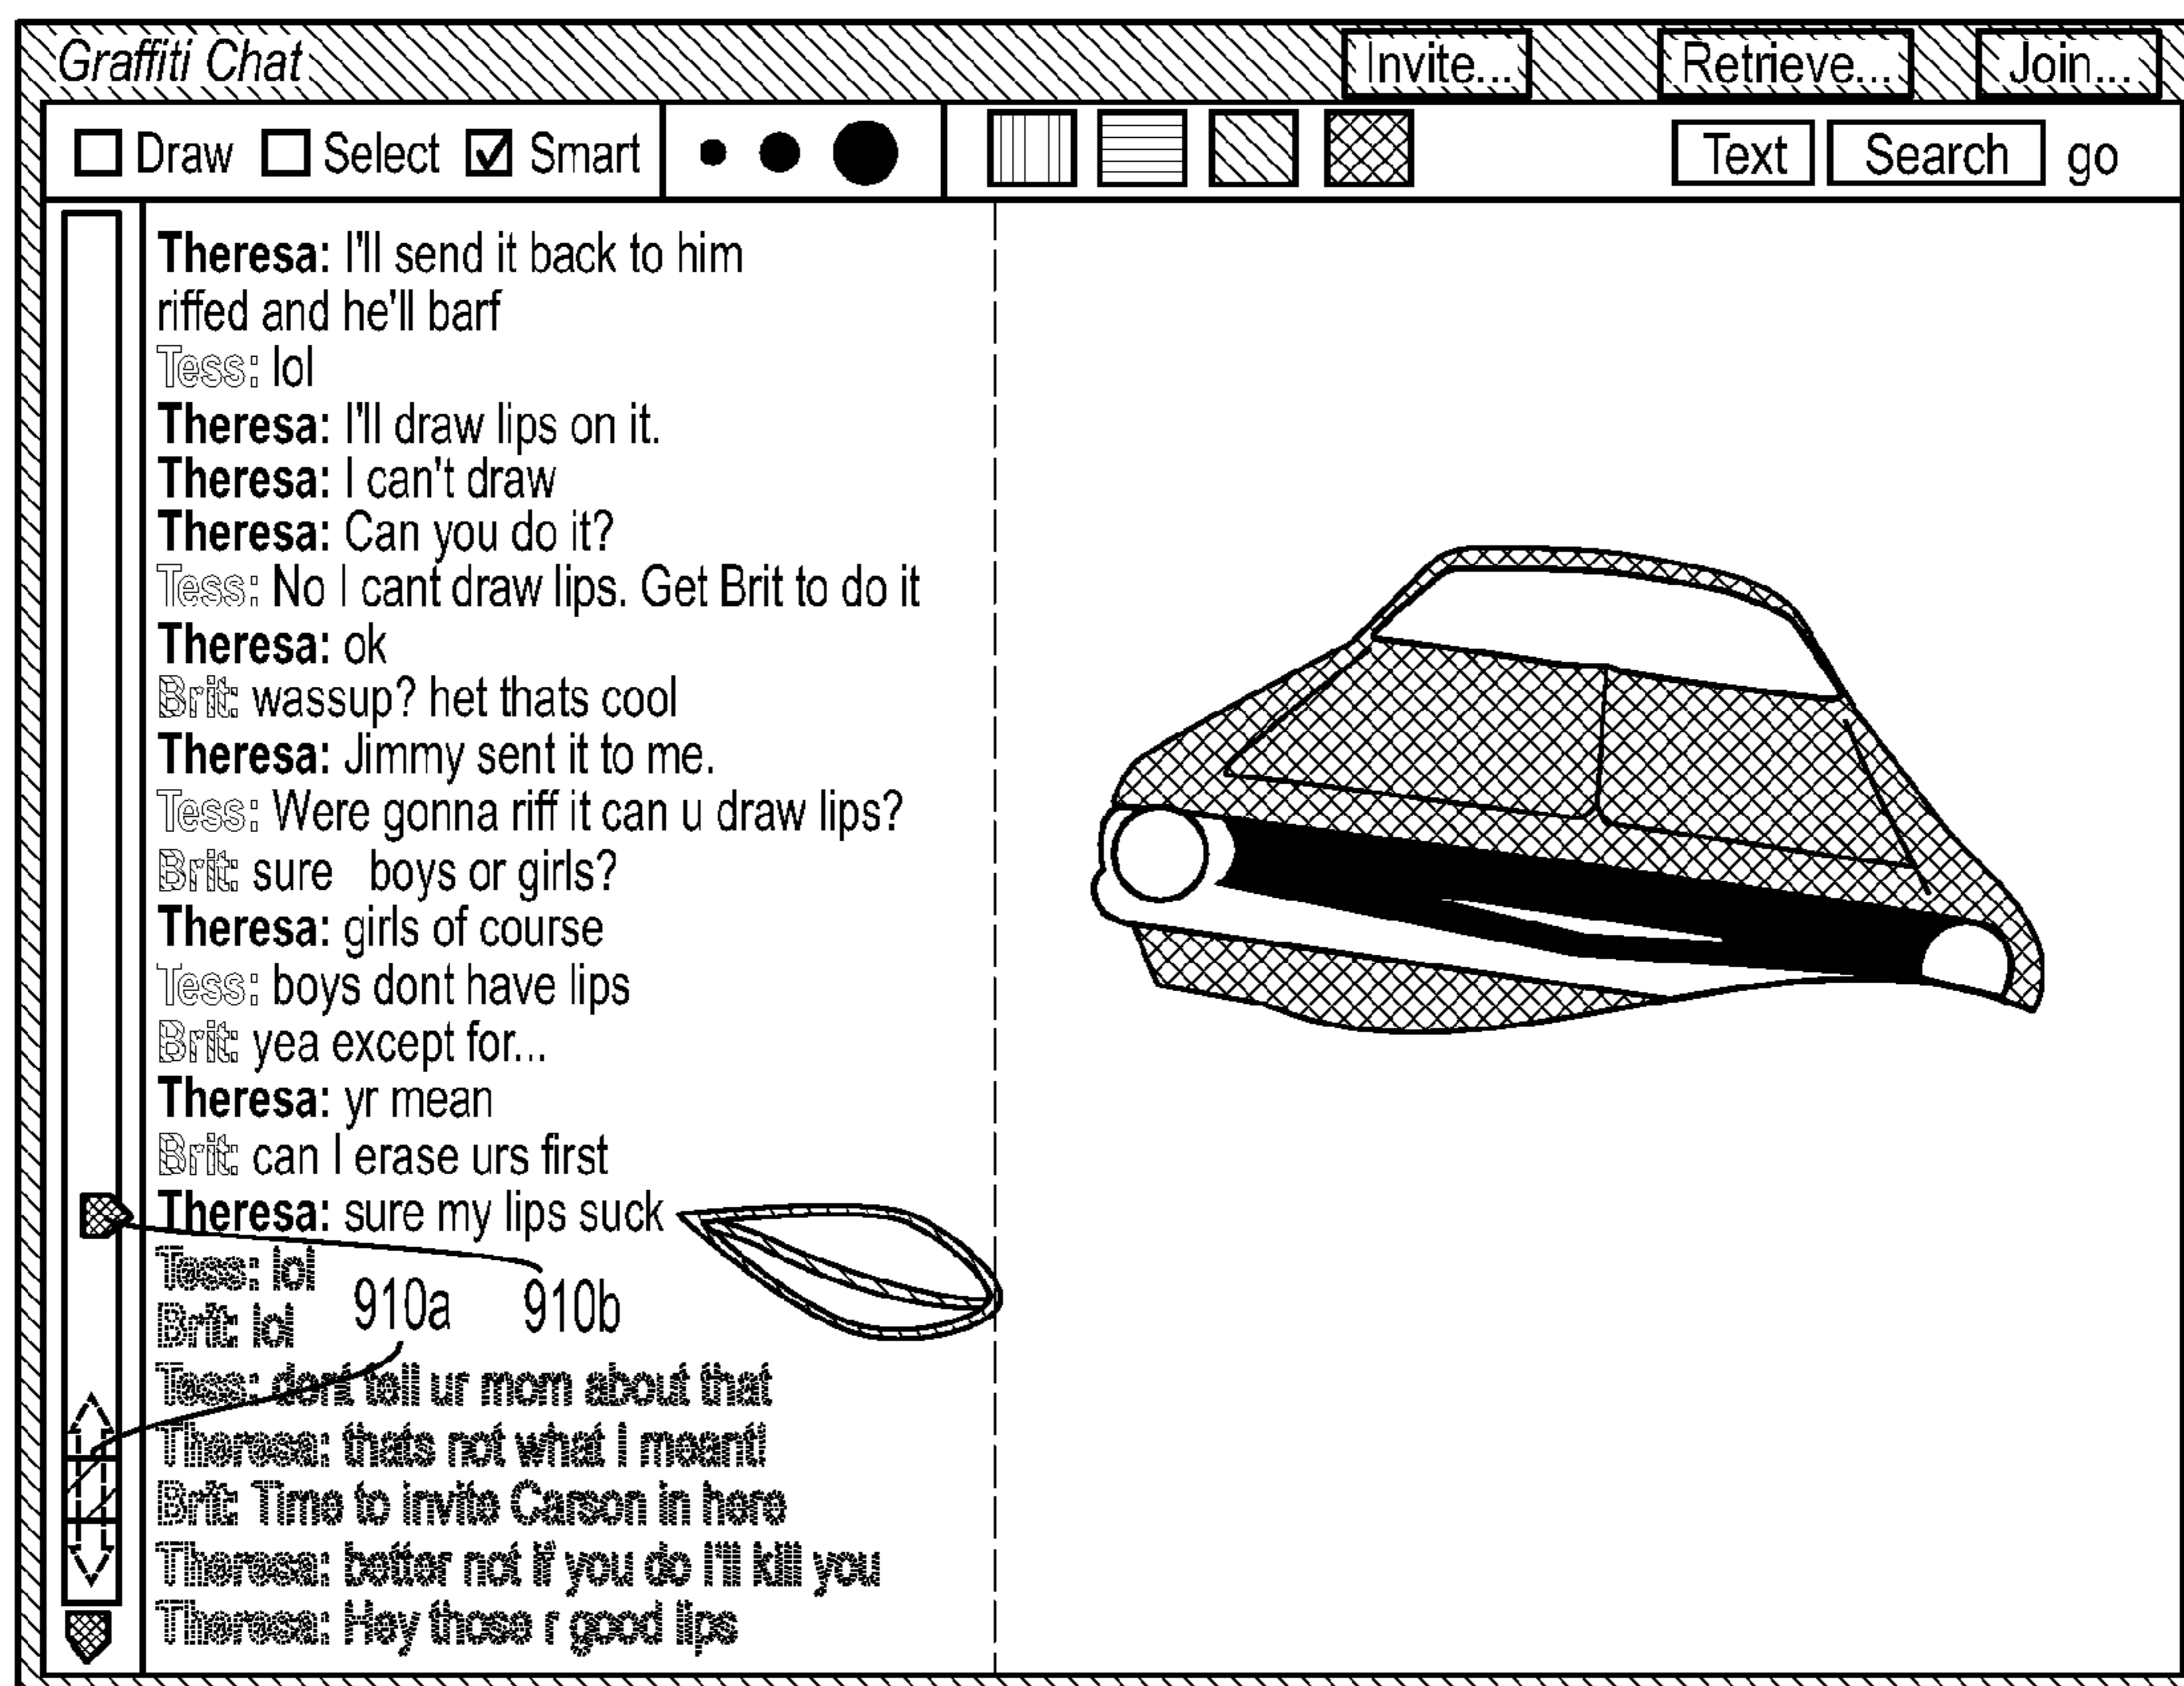 Graffiti Chat Invite... Retrieve... Join...
Draw Select Smart Text Search go
Theresa: I'll send it back to him
riffed and he'll barf
Tess: lol
Theresa: I'll draw lips on it.
Theresa: I can't draw
Theresa: Can you do it?
Tess: No I cant draw lips. Get Brit to do it
Theresa: ok
Brit: wassup? het thats cool
Theresa: Jimmy sent it to me.
Tess: Were gonna riff it can u draw lips?
Brit: sure boys or girls?
Theresa: girls of course
Tess: boys dont have lips
Brit: yea except for...
Theresa: yr mean
Brit: can I erase urs first
Theresa: sure my lips suck
Tess: lol
Brit: lol
910a 910b
Tess: dont tell ur mom about that
Theresa: thats not what I meant!
Brit: Time to invite Carson in here
Theresa: better not if you do I'll kill you
Theresa: Hey those r good lips